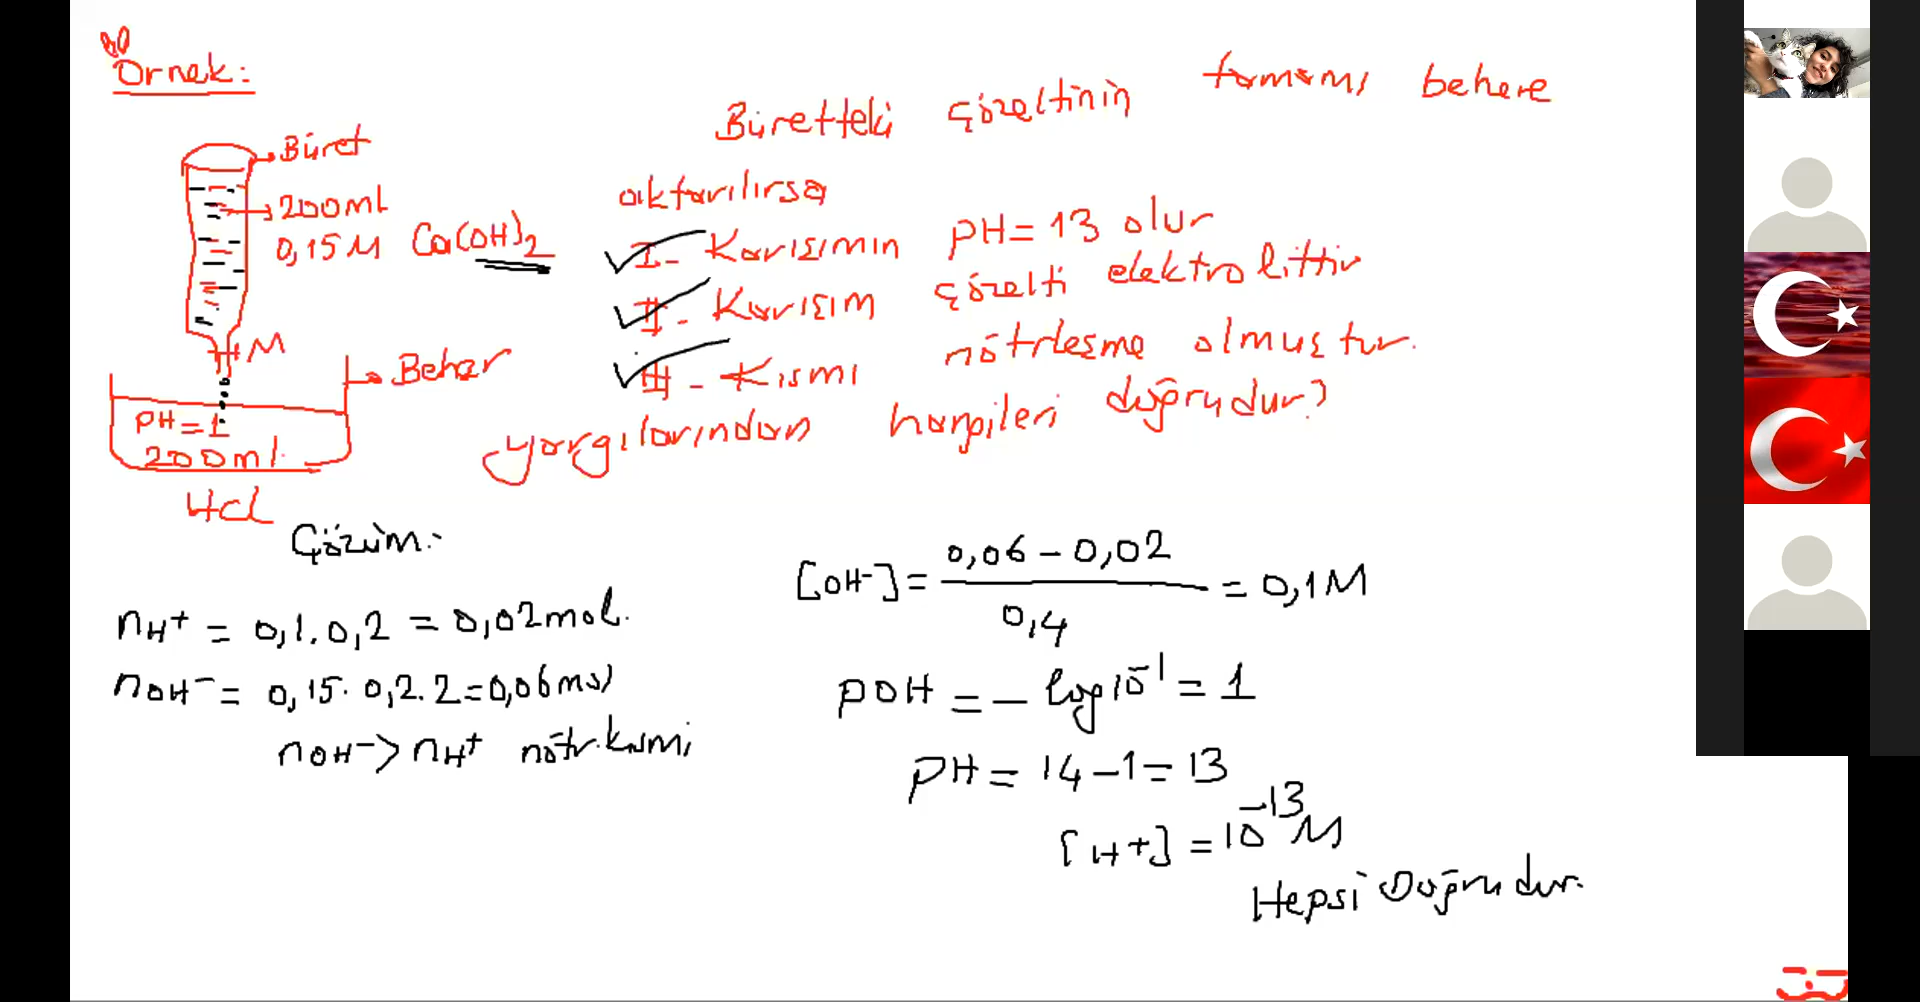 Örnek:
Büretteki çözeltinin tamamı behere
aktarılırsa
I- Karışımın PH=13 olur
II- Karışım çözelti elektrolittir
III- Kısmı nötrleşme olmuştur.
yargılarından hangileri doğrudur?
Büret
200ml
0,15M Ca(OH)2
M
Beher
PH=1
200ml.
HCl
Çözüm:
nH+ = 0,1.0,2 = 0,02mol.
nOH- = 0,15.0,2.2=0,06mol
nOH- > nH+ nötr.kısmi
[OH-] = 0,06-0,02 / 0,4 = 0,1M
POH = -log10-1 = 1
PH = 14-1=13
[H+] = 10-13M
Hepsi Doğrudur.